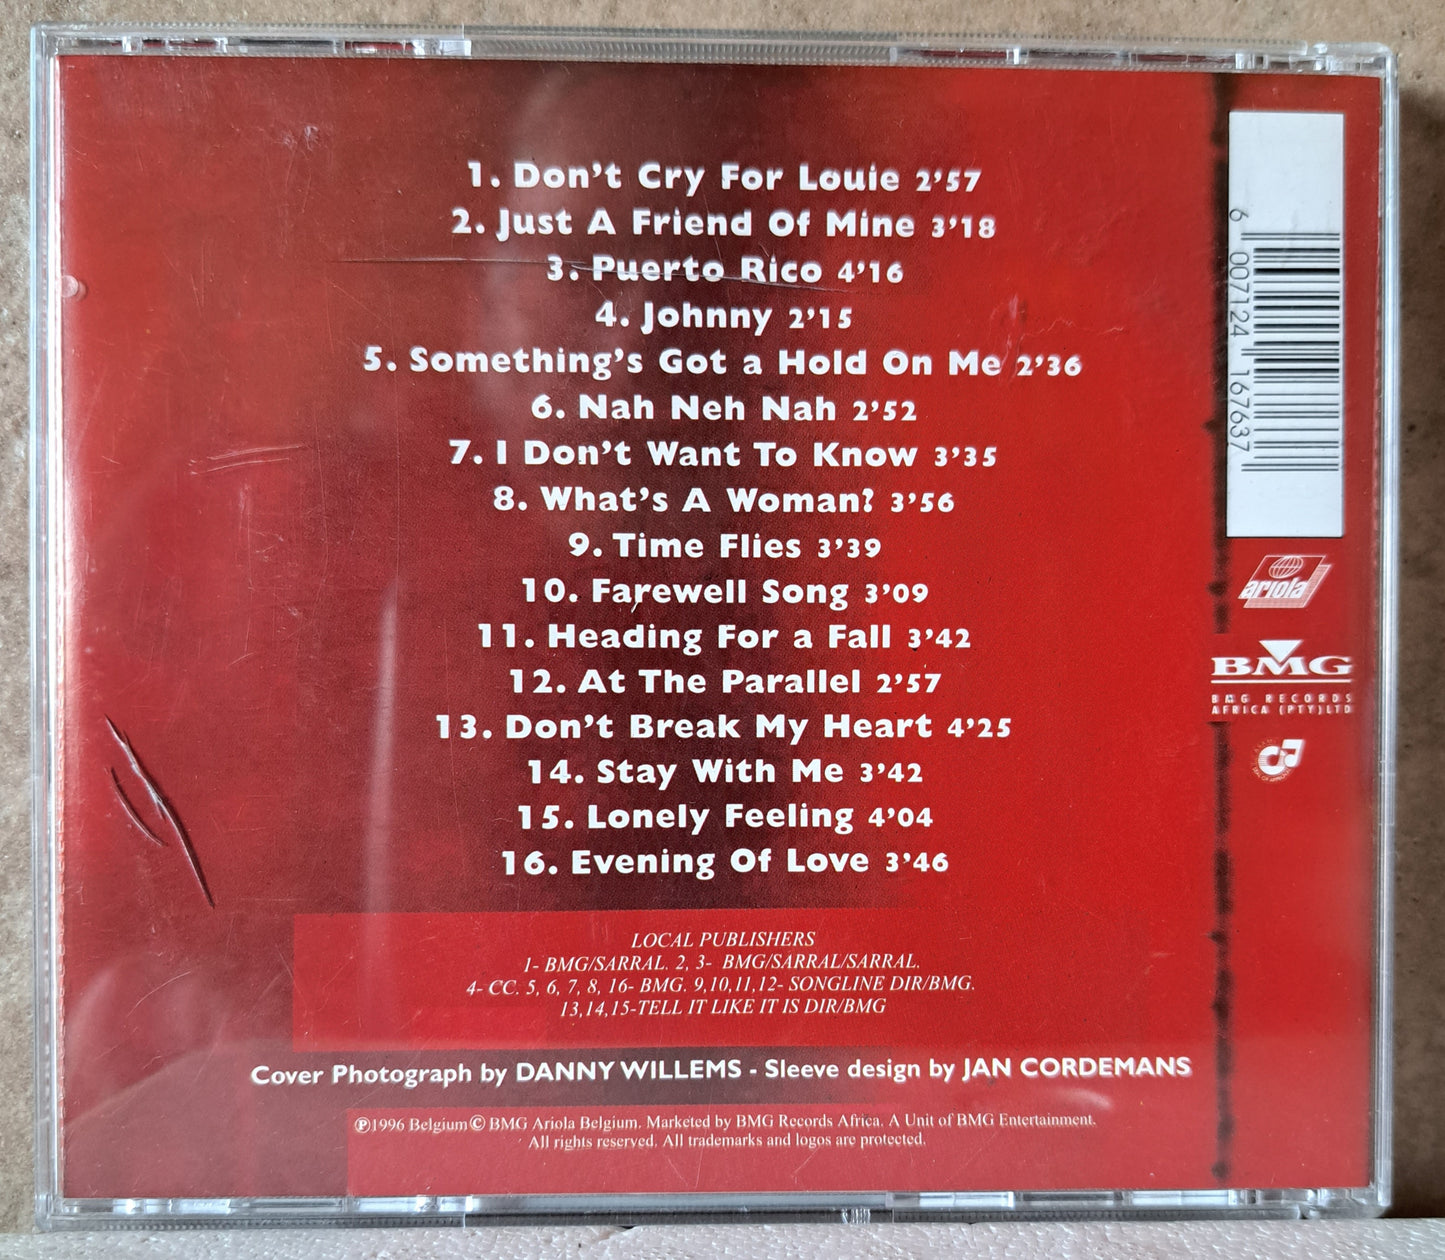 1. Don't Cry For Louie 2'57
2. Just A Friend Of Mine 3'18
3. Puerto Rico 4'16
4. Johnny 2'15
5. Something's Got a Hold On Me 2'36
6. Nah Neh Nah 2'52
7. I Don't Want To Know 3'35
8. What's A Woman? 3'56
9. Time Flies 3'39
10. Farewell Song 3'09
11. Heading For a Fall 3'42
12. At The Parallel 2'57
13. Don't Break My Heart 4'25
14. Stay With Me 3'42
15. Lonely Feeling 4'04
16. Evening Of Love 3'46
LOCAL PUBLISHERS
1- BMG/SARRAL. 2, 3- BMG/SARRAL/SARRAL.
4- CC. 5, 6, 7, 8, 16- BMG. 9,10,11,12- SONGLINE DIR/BMG.
13,14,15-TELL IT LIKE IT IS DIR/BMG
Cover Photograph by DANNY WILLEMS - Sleeve design by JAN CORDEMANS
℗1996 Belgium © BMG Ariola Belgium. Marketed by BMG Records Africa. A Unit of BMG Entertainment.
All rights reserved. All trademarks and logos are protected.
6 007124 167637
ariola
BMG
BMG RECORDS
AFRICA (PTY) LTD